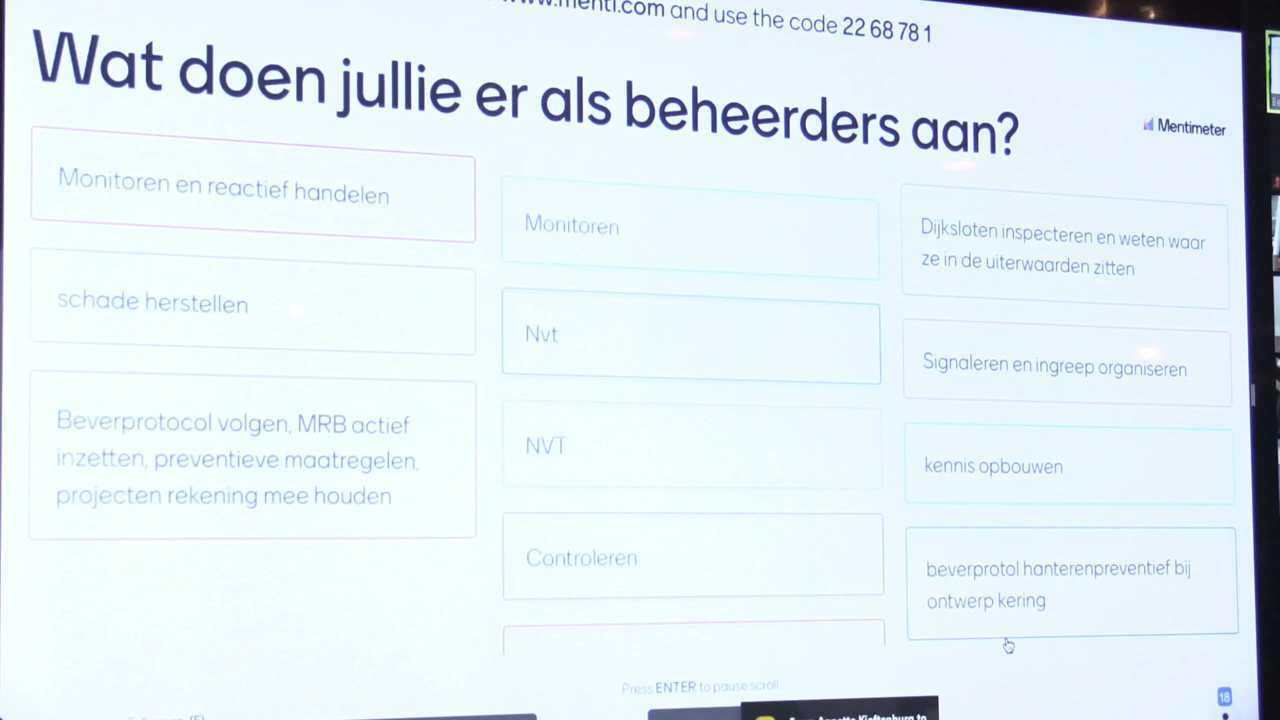 www.menti.com and use the code 22 68 78 1
Wat doen jullie er als beheerders aan?
Mentimeter
Monitoren en reactief handelen
schade herstellen
Beverprotocol volgen, MRB actief
inzetten, preventieve maatregelen,
projecten rekening mee houden
Monitoren
Nvt
NVT
Controleren
Dijksloten inspecteren en weten waar
ze in de uiterwaarden zitten
Signaleren en ingreep organiseren
kennis opbouwen
beverprotol hanterenpreventief bij
ontwerp kering
Press ENTER to pause scroll
18